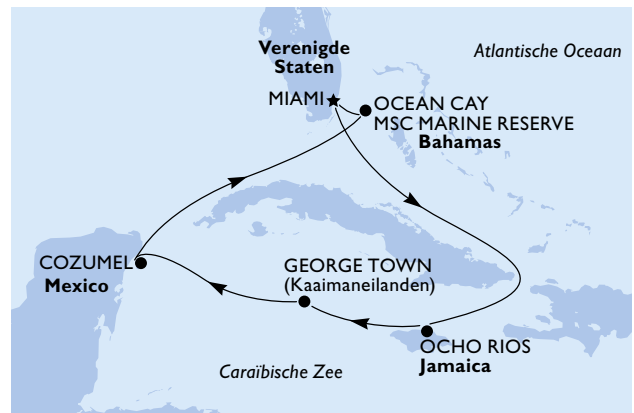 Verenigde
Staten
Atlantische Oceaan
MIAMI
OCEAN CAY
MSC MARINE RESERVE
Bahamas
COZUMEL
Mexico
GEORGE TOWN
(Kaaimaneilanden)
OCHO RIOS
Jamaica
Caraïbische Zee